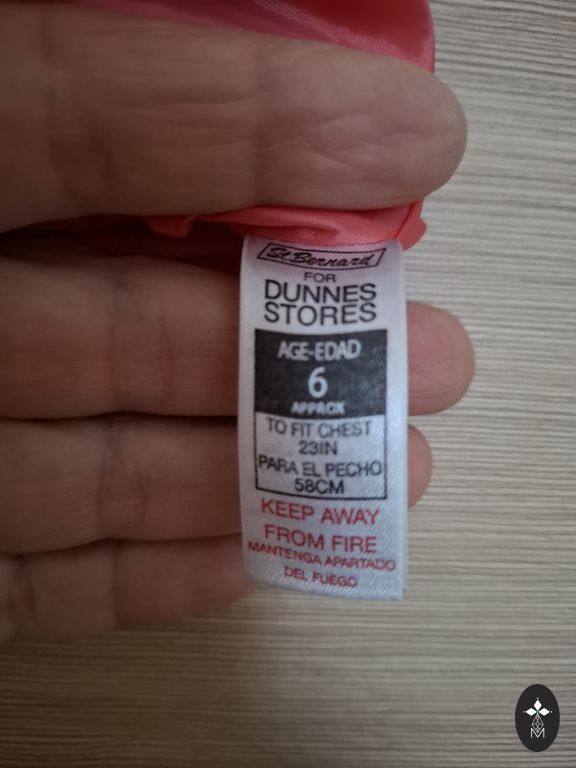 St. Bernard
FOR
DUNNES
STORES
AGE-EDAD
6
APPROX
TO FIT CHEST
23IN
PARA EL PECHO
58CM
KEEP AWAY
FROM FIRE
MANTENGA APARTADO
DEL FUEGO
M